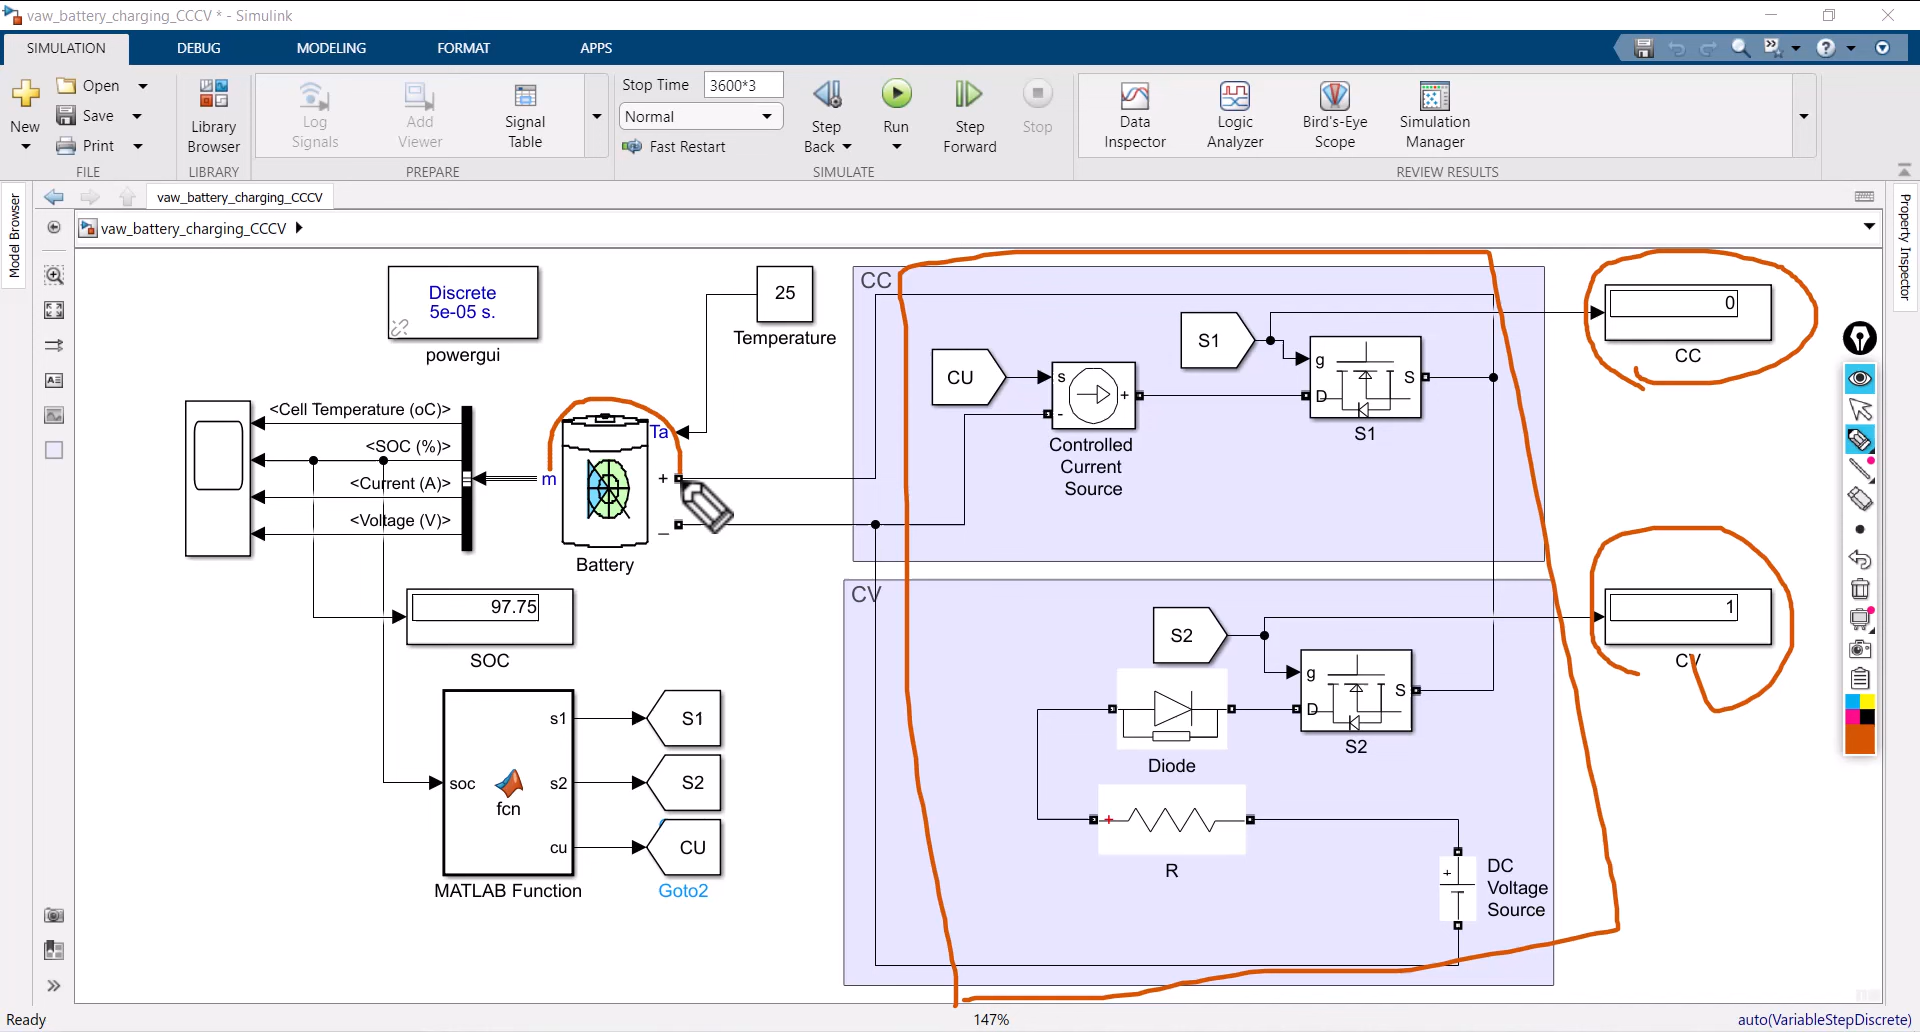 vaw_battery_charging_CCCV * - Simulink
SIMULATION
DEBUG
MODELING
FORMAT
APPS
New
Open
Save
Print
FILE
Library
Browser
LIBRARY
Log
Signals
Add
Viewer
Signal
Table
PREPARE
Stop Time
3600*3
Normal
Fast Restart
Step
Back
Run
Step
Forward
Stop
SIMULATE
Data
Inspector
Logic
Analyzer
Bird's-Eye
Scope
Simulation
Manager
REVIEW RESULTS
Model Browser
Property Inspector
vaw_battery_charging_CCCV
vaw_battery_charging_CCCV
Discrete
5e-05 s.
powergui
25
Temperature
<Cell Temperature (oC)>
<SOC (%)>
<Current (A)>
<Voltage (V)>
m
Ta
+
_
Battery
97.75
SOC
soc
fcn
s1
s2
cu
MATLAB Function
S1
S2
CU
Goto2
CC
CU
s
-
+
Controlled
Current
Source
S1
g
D
S
S1
0
CC
CV
S2
g
D
S
S2
Diode
+
R
+
DC
Voltage
Source
1
CV
Ready
147%
auto(VariableStepDiscrete)